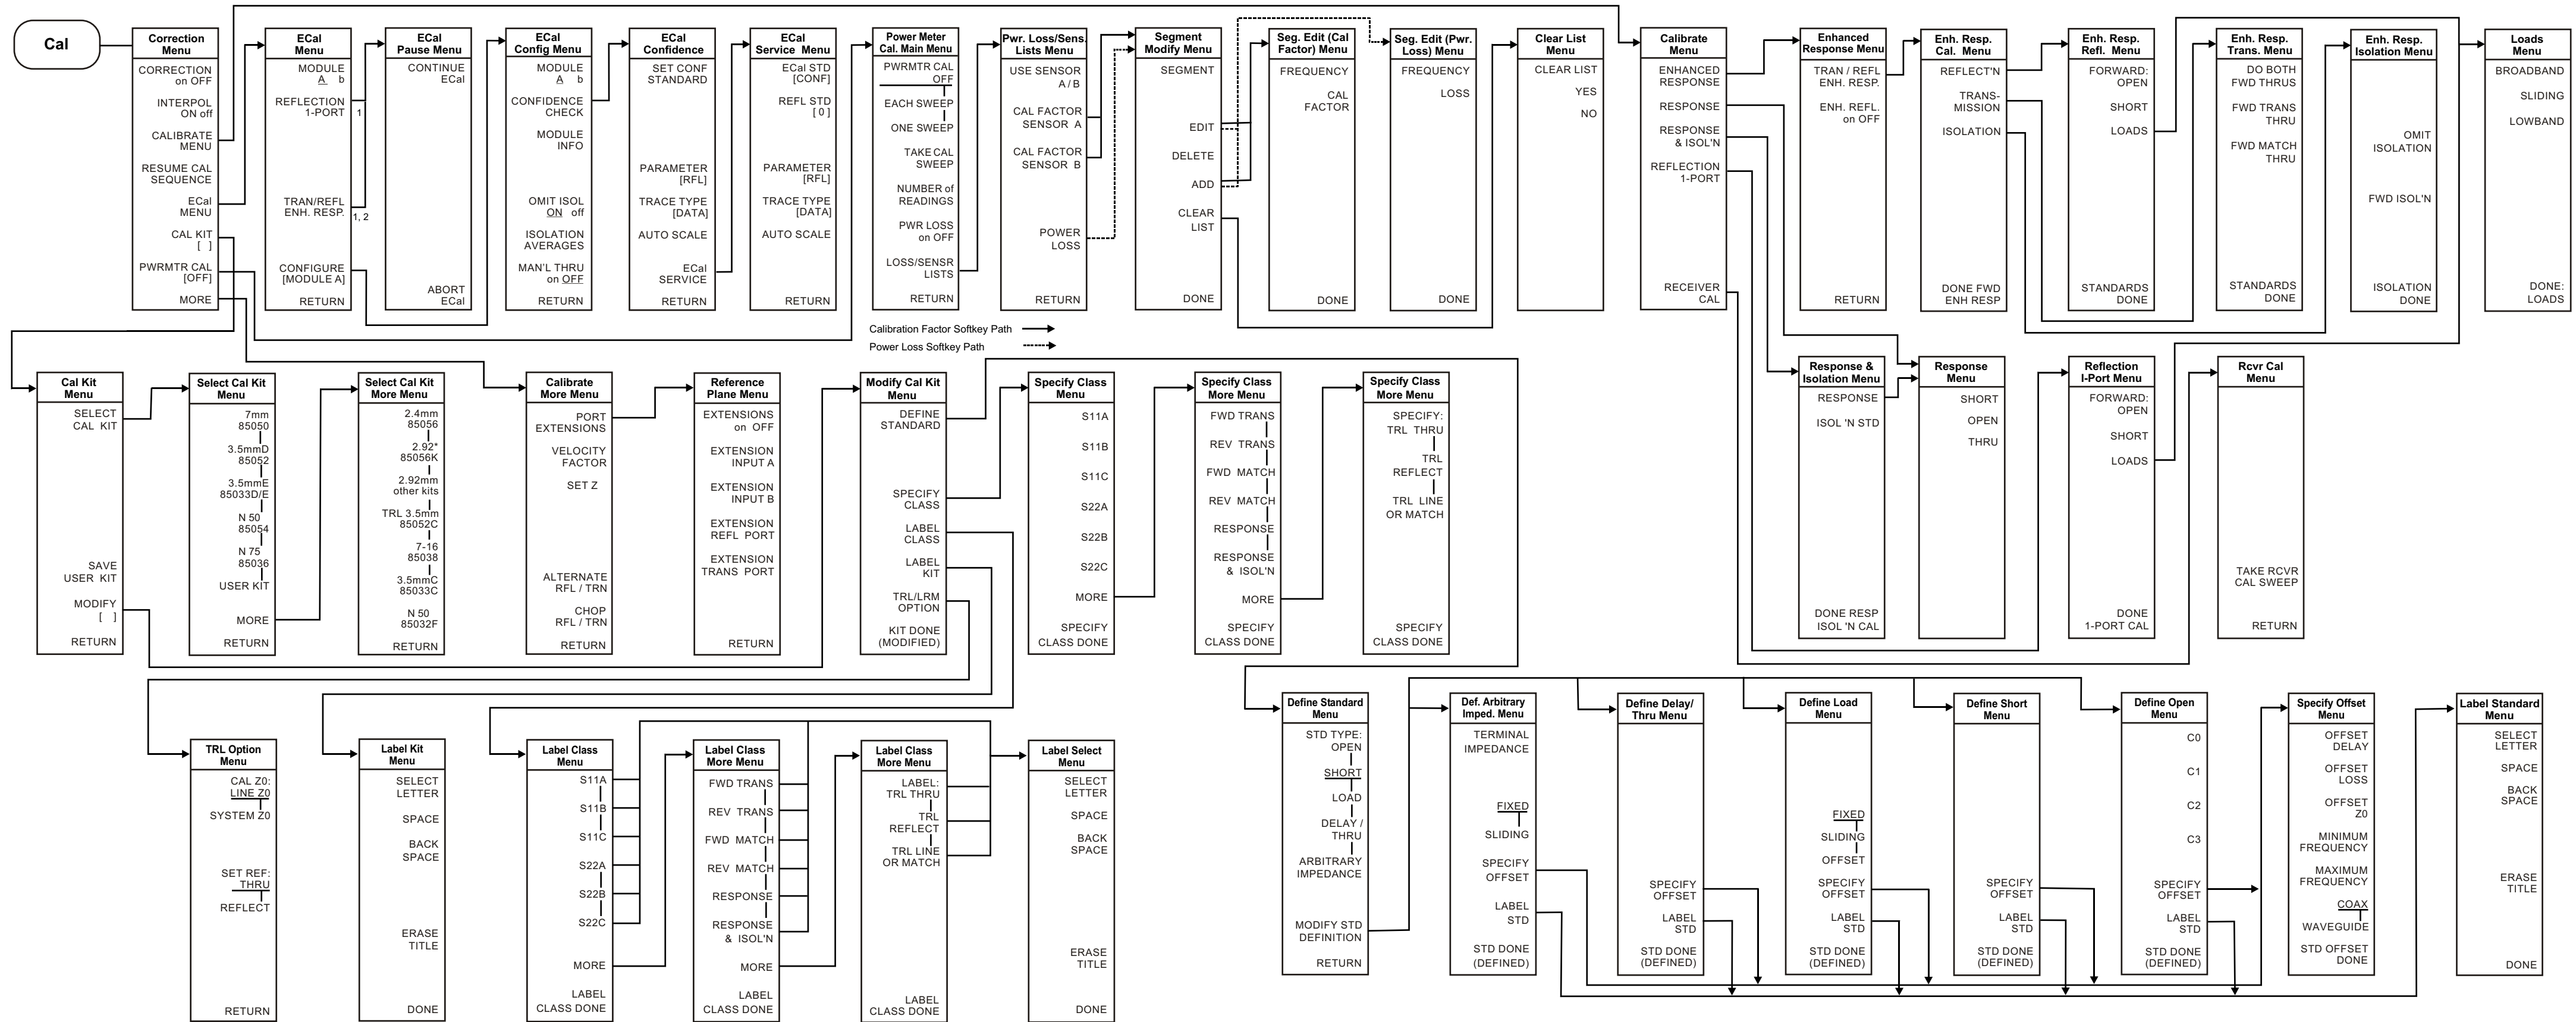 Cal
Correction
Menu
CORRECTION
on OFF
INTERPOL
ON off
CALIBRATE
MENU
RESUME CAL
SEQUENCE
ECal
MENU
CAL KIT
[ ]
PWRMTR CAL
[OFF]
MORE
ECal
Menu
MODULE
A b
REFLECTION
1-PORT
1
TRAN/REFL
ENH. RESP.
1, 2
CONFIGURE
[MODULE A]
RETURN
ECal
Pause Menu
CONTINUE
ECal
ABORT
ECal
ECal
Config Menu
MODULE
A b
CONFIDENCE
CHECK
MODULE
INFO
OMIT ISOL
ON off
ISOLATION
AVERAGES
MAN'L THRU
on OFF
RETURN
ECal
Confidence
SET CONF
STANDARD
PARAMETER
[RFL]
TRACE TYPE
[DATA]
AUTO SCALE
ECal
SERVICE
RETURN
ECal
Service Menu
ECal STD
[CONF]
REFL STD
[ 0 ]
PARAMETER
[RFL]
TRACE TYPE
[DATA]
AUTO SCALE
RETURN
Power Meter
Cal. Main Menu
PWRMTR CAL
OFF
EACH SWEEP
ONE SWEEP
TAKE CAL
SWEEP
NUMBER of
READINGS
PWR LOSS
on OFF
LOSS/SENSR
LISTS
RETURN
Pwr. Loss/Sens.
Lists Menu
USE SENSOR
A / B
CAL FACTOR
SENSOR A
CAL FACTOR
SENSOR B
POWER
LOSS
RETURN
Segment
Modify Menu
SEGMENT
EDIT
DELETE
ADD
CLEAR
LIST
DONE
Seg. Edit (Cal
Factor) Menu
FREQUENCY
CAL
FACTOR
DONE
Seg. Edit (Pwr.
Loss) Menu
FREQUENCY
LOSS
DONE
Clear List
Menu
CLEAR LIST
YES
NO
Calibrate
Menu
ENHANCED
RESPONSE
RESPONSE
RESPONSE
& ISOL'N
REFLECTION
1-PORT
RECEIVER
CAL
Enhanced
Response Menu
TRAN / REFL
ENH. RESP.
ENH. REFL.
on OFF
RETURN
Enh. Resp.
Cal. Menu
REFLECT'N
TRANS-
MISSION
ISOLATION
DONE FWD
ENH RESP
Enh. Resp.
Refl. Menu
FORWARD:
OPEN
SHORT
LOADS
STANDARDS
DONE
Enh. Resp.
Trans. Menu
DO BOTH
FWD THRUS
FWD TRANS
THRU
FWD MATCH
THRU
STANDARDS
DONE
Enh. Resp.
Isolation Menu
OMIT
ISOLATION
FWD ISOL'N
ISOLATION
DONE
Loads
Menu
BROADBAND
SLIDING
LOWBAND
DONE:
LOADS
Calibration Factor Softkey Path
Power Loss Softkey Path
Cal Kit
Menu
SELECT
CAL KIT
SAVE
USER KIT
MODIFY
[ ]
RETURN
Select Cal Kit
Menu
7mm
85050
3.5mmD
85052
3.5mmE
85033D/E
N 50
85054
N 75
85036
USER KIT
MORE
RETURN
Select Cal Kit
More Menu
2.4mm
85056
2.92*
85056K
2.92mm
other kits
TRL 3.5mm
85052C
7-16
85038
3.5mmC
85033C
N 50
85032F
RETURN
Calibrate
More Menu
PORT
EXTENSIONS
VELOCITY
FACTOR
SET Z
ALTERNATE
RFL / TRN
CHOP
RFL / TRN
RETURN
Reference
Plane Menu
EXTENSIONS
on OFF
EXTENSION
INPUT A
EXTENSION
INPUT B
EXTENSION
REFL PORT
EXTENSION
TRANS PORT
RETURN
Modify Cal Kit
Menu
DEFINE
STANDARD
SPECIFY
CLASS
LABEL
CLASS
LABEL
KIT
TRL/LRM
OPTION
KIT DONE
(MODIFIED)
Specify Class
Menu
S11A
S11B
S11C
S22A
S22B
S22C
MORE
SPECIFY
CLASS DONE
Specify Class
More Menu
FWD TRANS
REV TRANS
FWD MATCH
REV MATCH
RESPONSE
RESPONSE
& ISOL'N
MORE
SPECIFY
CLASS DONE
Specify Class
More Menu
SPECIFY:
TRL THRU
TRL
REFLECT
TRL LINE
OR MATCH
SPECIFY
CLASS DONE
Response &
Isolation Menu
RESPONSE
ISOL 'N STD
DONE RESP
ISOL 'N CAL
Response
Menu
SHORT
OPEN
THRU
Reflection
I-Port Menu
FORWARD:
OPEN
SHORT
LOADS
DONE
1-PORT CAL
Rcvr Cal
Menu
TAKE RCVR
CAL SWEEP
RETURN
TRL Option
Menu
CAL Z0:
LINE Z0
SYSTEM Z0
SET REF:
THRU
REFLECT
RETURN
Label Kit
Menu
SELECT
LETTER
SPACE
BACK
SPACE
ERASE
TITLE
DONE
Label Class
Menu
S11A
S11B
S11C
S22A
S22B
S22C
MORE
LABEL
CLASS DONE
Label Class
More Menu
FWD TRANS
REV TRANS
FWD MATCH
REV MATCH
RESPONSE
RESPONSE
& ISOL'N
MORE
LABEL
CLASS DONE
Label Class
More Menu
LABEL:
TRL THRU
TRL
REFLECT
TRL LINE
OR MATCH
LABEL
CLASS DONE
Label Select
Menu
SELECT
LETTER
SPACE
BACK
SPACE
ERASE
TITLE
DONE
Define Standard
Menu
STD TYPE:
OPEN
SHORT
LOAD
DELAY /
THRU
ARBITRARY
IMPEDANCE
MODIFY STD
DEFINITION
RETURN
Def. Arbitrary
Imped. Menu
TERMINAL
IMPEDANCE
FIXED
SLIDING
SPECIFY
OFFSET
LABEL
STD
STD DONE
(DEFINED)
Define Delay/
Thru Menu
SPECIFY
OFFSET
LABEL
STD
STD DONE
(DEFINED)
Define Load
Menu
FIXED
SLIDING
OFFSET
SPECIFY
OFFSET
LABEL
STD
STD DONE
(DEFINED)
Define Short
Menu
SPECIFY
OFFSET
LABEL
STD
STD DONE
(DEFINED)
Define Open
Menu
C0
C1
C2
C3
SPECIFY
OFFSET
LABEL
STD
STD DONE
(DEFINED)
Specify Offset
Menu
OFFSET
DELAY
OFFSET
LOSS
OFFSET
Z0
MINIMUM
FREQUENCY
MAXIMUM
FREQUENCY
COAX
WAVEGUIDE
STD OFFSET
DONE
Label Standard
Menu
SELECT
LETTER
SPACE
BACK
SPACE
ERASE
TITLE
DONE